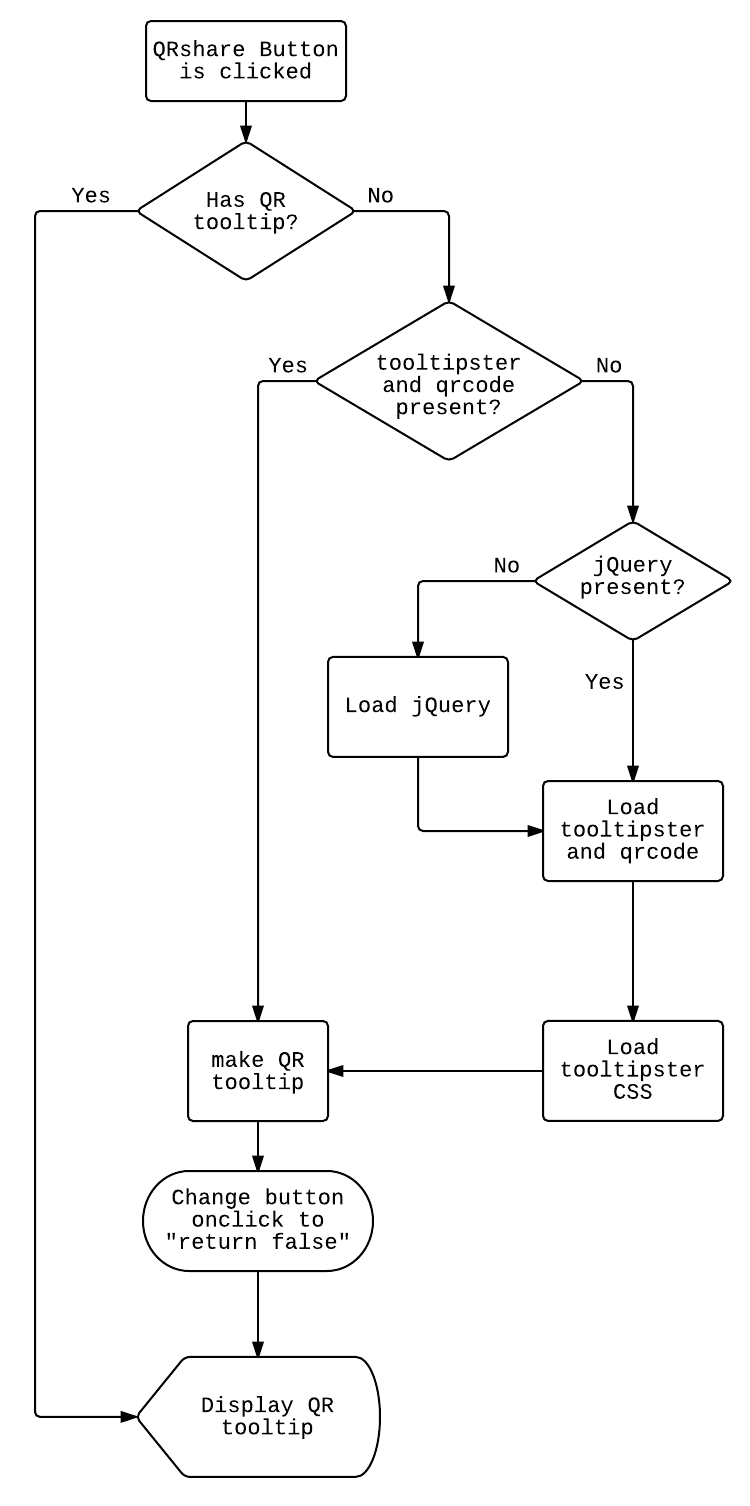 QRshare Button
is clicked
Yes
Has QR
tooltip?
No
Yes
tooltipster
and qrcode
present?
No
No
jQuery
present?
Load jQuery
Yes
Load
tooltipster
and qrcode
make QR
tooltip
Load
tooltipster
CSS
Change button
onclick to
"return false"
Display QR
tooltip